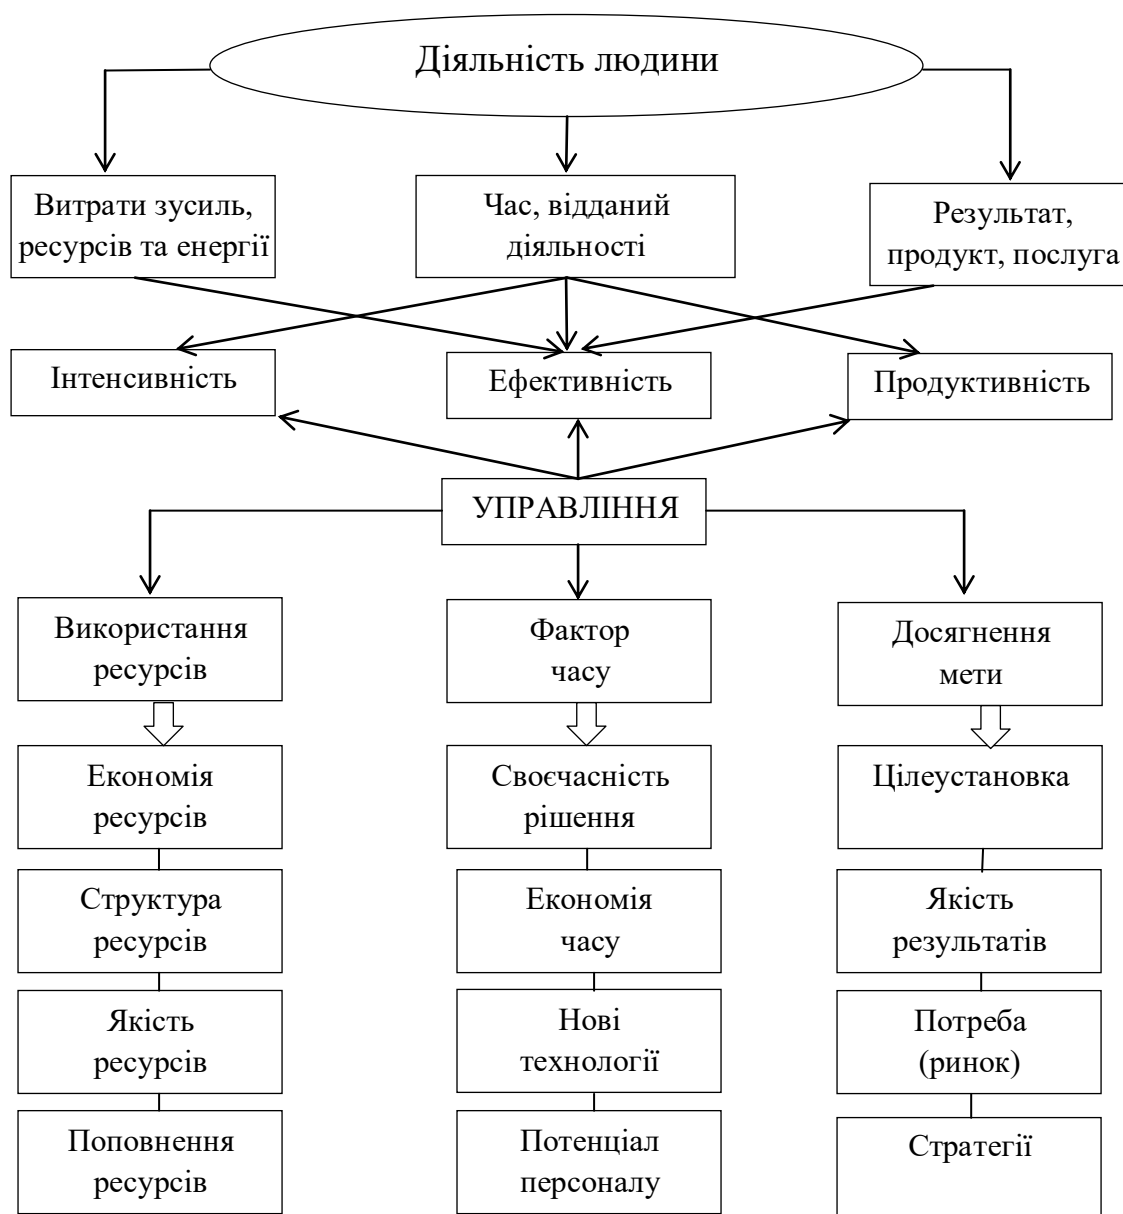 Діяльність людини
Витрати зусиль,
ресурсів та енергії
Час, відданий
діяльності
Результат,
продукт, послуга
Інтенсивність
Ефективність
Продуктивність
УПРАВЛІННЯ
Використання
ресурсів
Фактор
часу
Досягнення
мети
Економія
ресурсів
Своєчасність
рішення
Цілеустановка
Структура
ресурсів
Економія
часу
Якість
результатів
Якість
ресурсів
Нові
технології
Потреба
(ринок)
Поповнення
ресурсів
Потенціал
персоналу
Стратегії